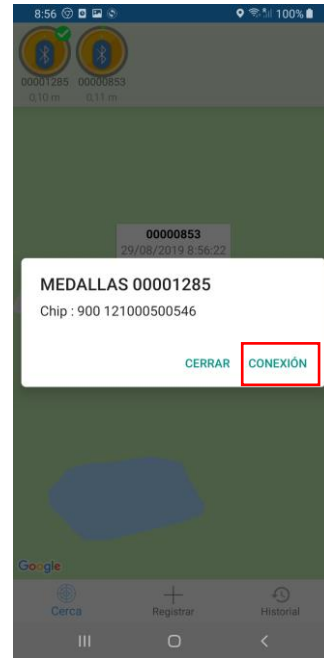 8:56
100%
00001285 00000853
0,10 m 0,11 m
00000853
29/08/2019 8:56:22
MEDALLAS 00001285
Chip : 900 121000500546
CERRAR CONEXIÓN
Google
Cerca Registrar Historial